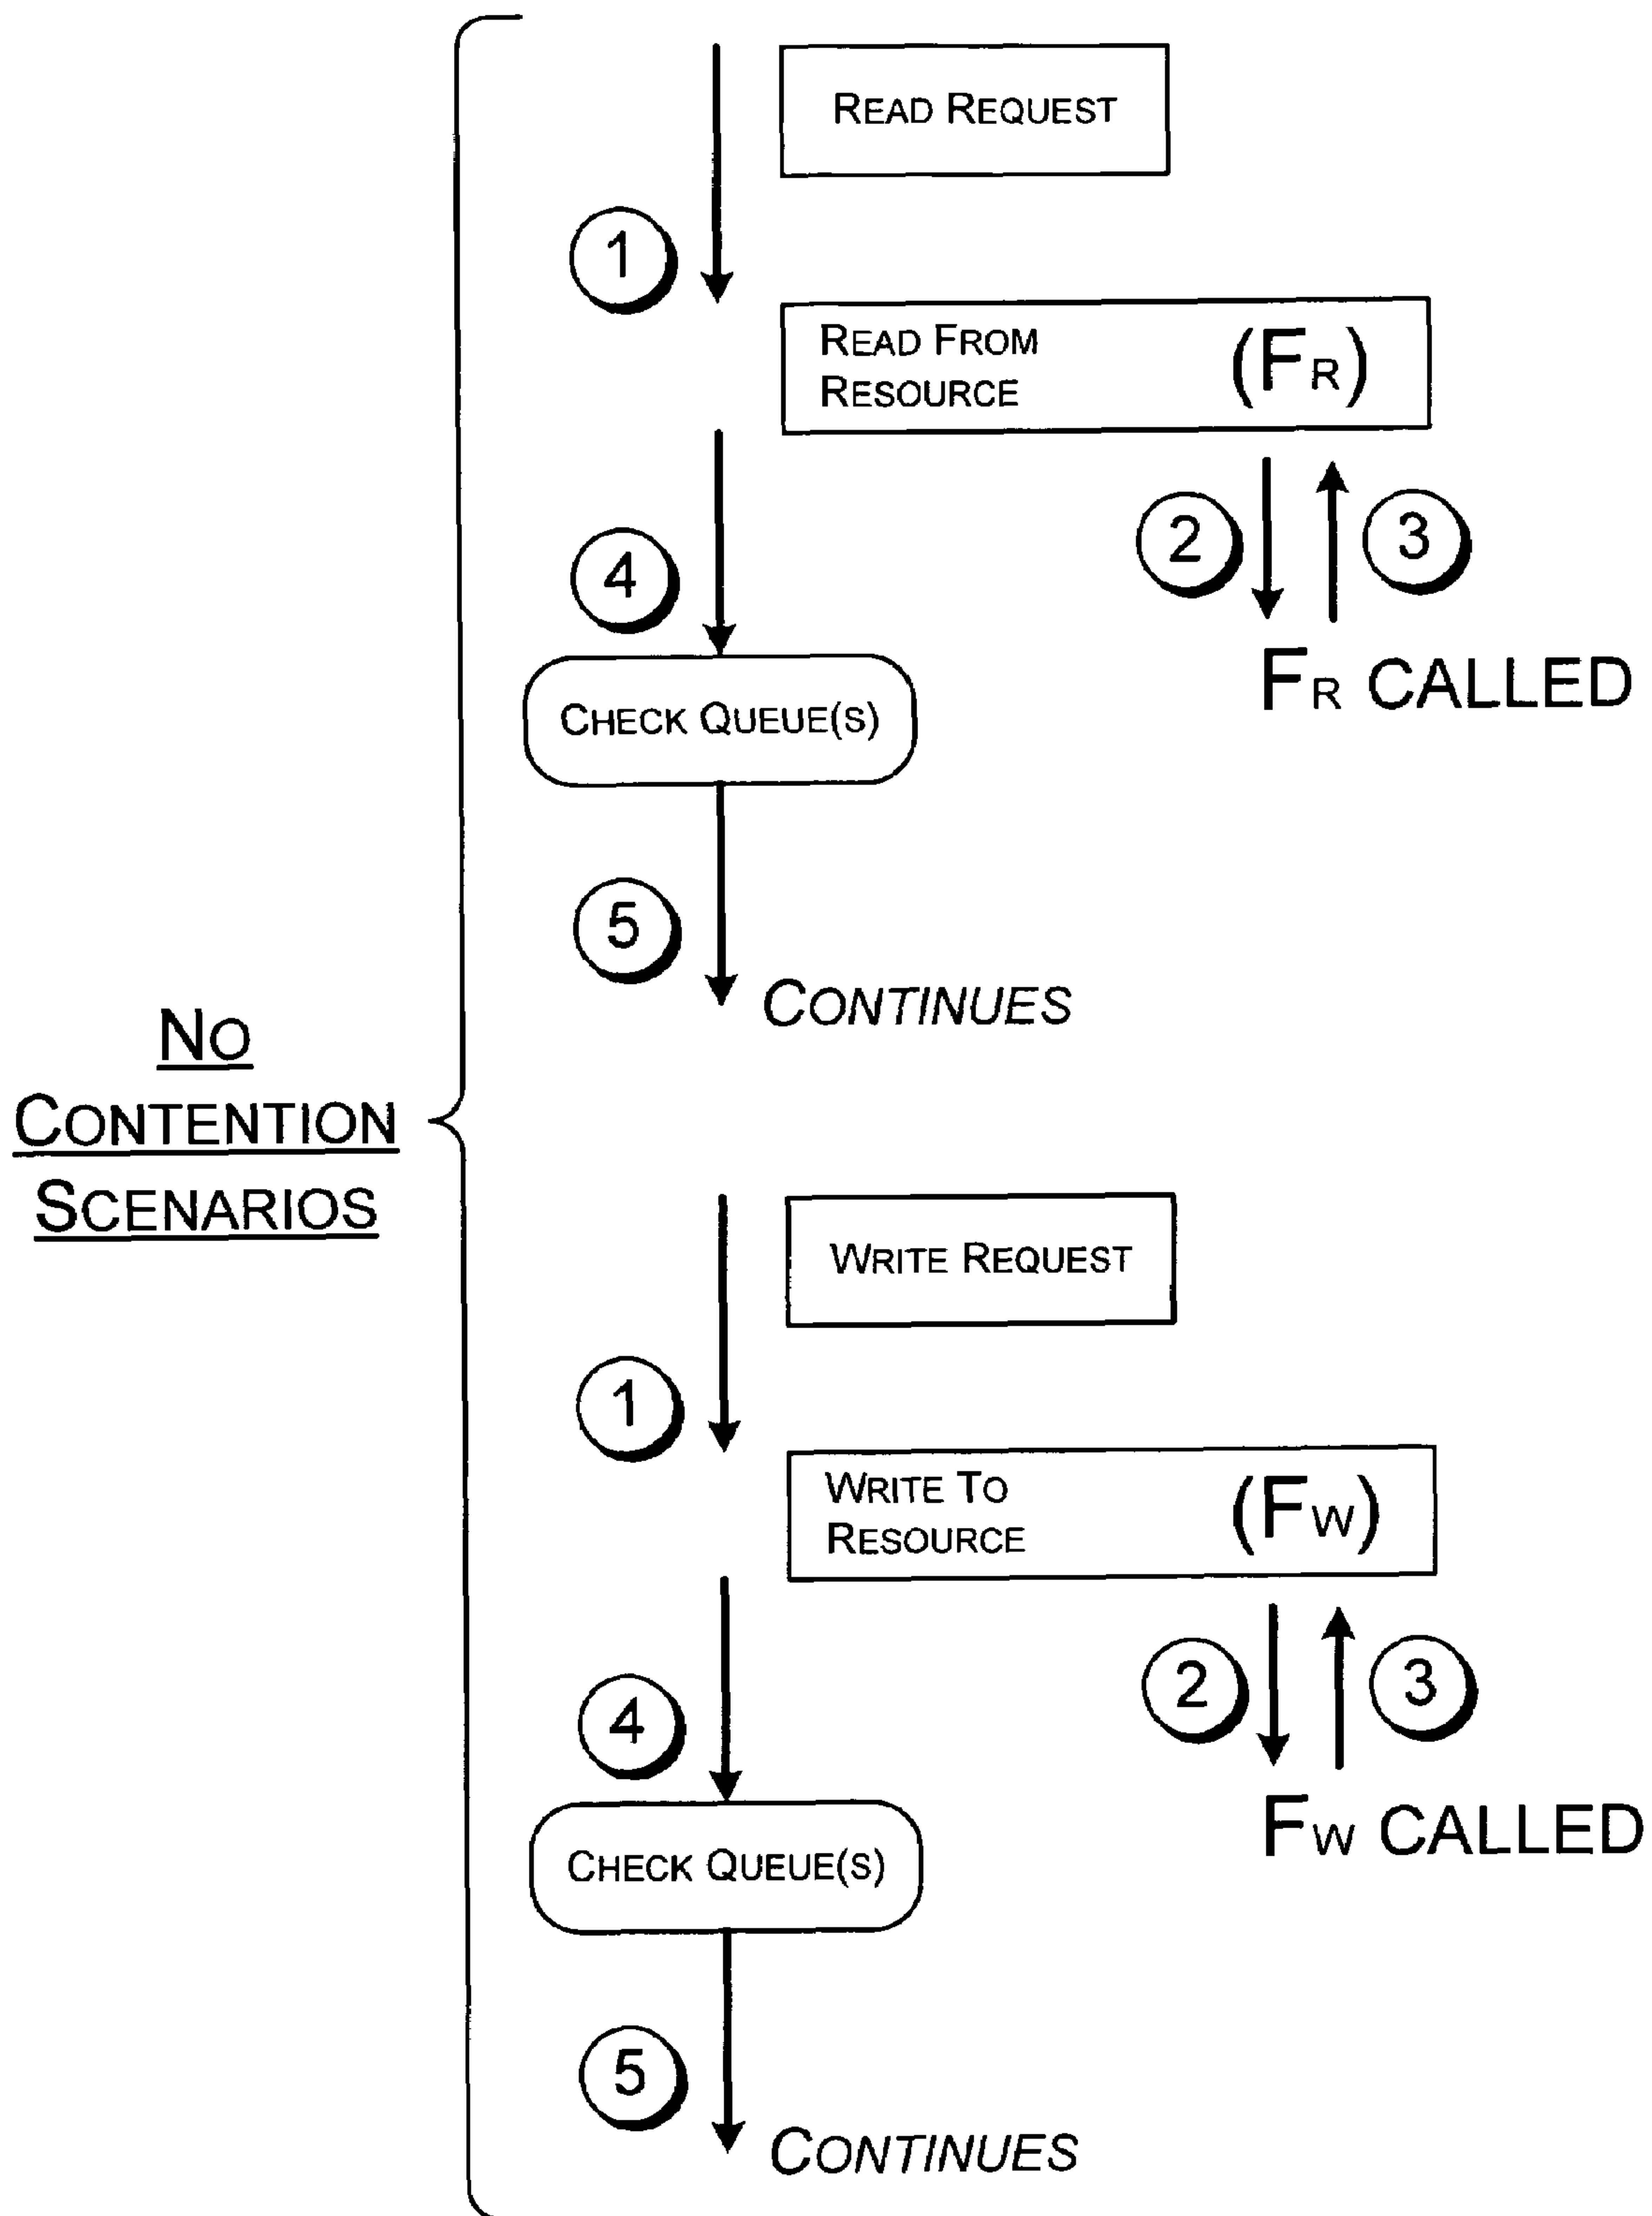 READ REQUEST
1
READ FROM
RESOURCE
(FR)
2
3
4
FR CALLED
CHECK QUEUE(S)
5
CONTINUES
NO
CONTENTION
SCENARIOS
WRITE REQUEST
1
WRITE TO
RESOURCE
(FW)
2
3
4
FW CALLED
CHECK QUEUE(S)
5
CONTINUES